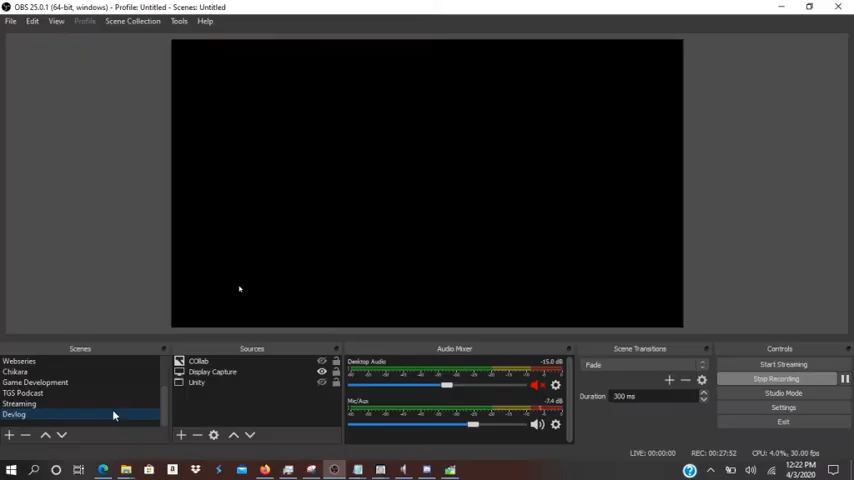 OBS 25.0.1 (64-bit, windows) - Profile: Untitled - Scenes: Untitled
File Edit View Profile Scene Collection Tools Help
Scenes
Webseries
Chikara
Game Development
TGS Podcast
Streaming
Devlog
Sources
COllab
Display Capture
Unity
Audio Mixer
Desktop Audio -15.0 dB
Mic/Aux -7.4 dB
Scene Transitions
Fade
Duration 300 ms
Controls
Start Streaming
Stop Recording
Studio Mode
Settings
Exit
LIVE: 00:00:00 REC: 00:27:52 CPU: 4.0%, 30.00 fps
12:22 PM
4/3/2020